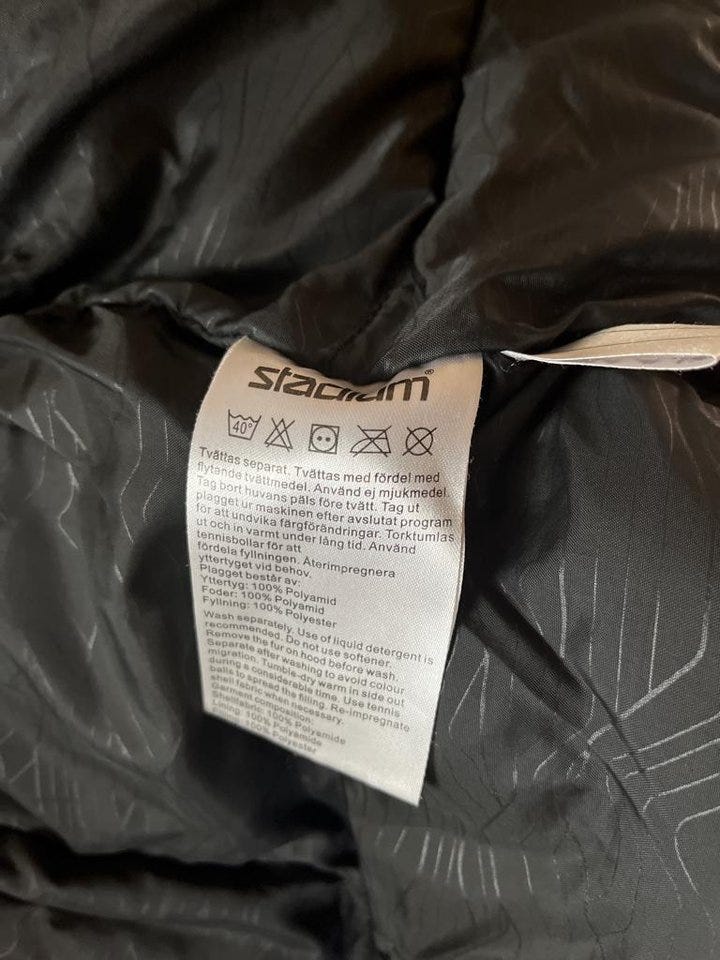 stadium®
40°
Tvättas separat. Tvättas med fördel med
flytande tvättmedel. Använd ej mjukmedel.
Tag bort huvans päls före tvätt. Tag ut
plagget ur maskinen efter avslutat program
för att undvika färgförändringar. Torktumlas
ut och in varmt under lång tid. Använd
tennisbollar för att
fördela fyllningen. Återimpregnera
yttertyget vid behov.
Plagget består av:
Yttertyg: 100% Polyamid
Foder: 100% Polyamid
Fyllning: 100% Polyester
Wash separately. Use of liquid detergent is
recommended. Do not use softener.
Remove the fur on hood before wash.
Separate after washing to avoid colour
migration. Tumble-dry warm in side out
during a considerable time. Use tennis
balls to spread the filling. Re-impregnate
shell fabric when necessary.
Garment composition:
Shellfabric: 100% Polyamide
Lining: 100% Polyamide
100% Polyester